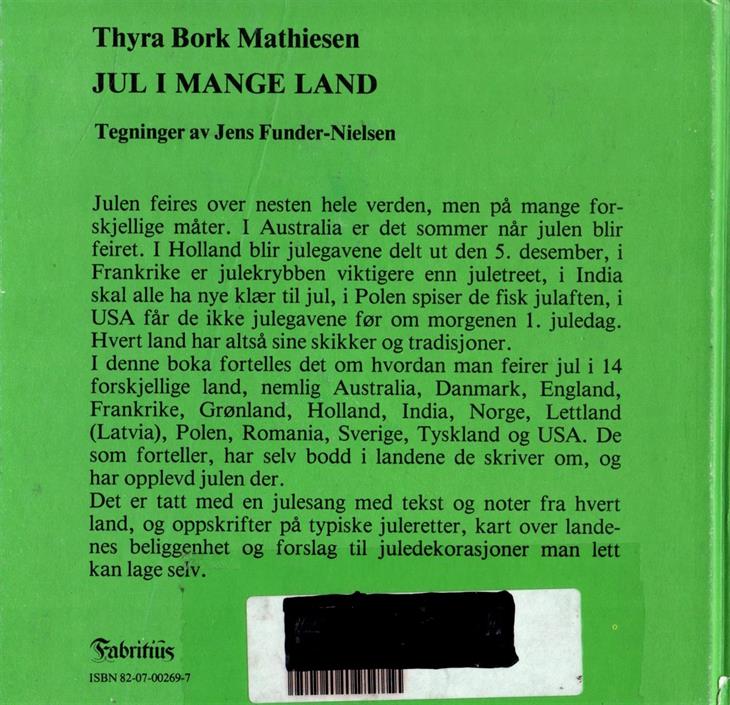 Thyra Bork Mathiesen
JUL I MANGE LAND
Tegninger av Jens Funder-Nielsen
Julen feires over nesten hele verden, men på mange for-
skjellige måter. I Australia er det sommer når julen blir
feiret. I Holland blir julegavene delt ut den 5. desember, i
Frankrike er julekrybben viktigere enn juletreet, i India
skal alle ha nye klær til jul, i Polen spiser de fisk julaften, i
USA får de ikke julegavene før om morgenen 1. juledag.
Hvert land har altså sine skikker og tradisjoner.
I denne boka fortelles det om hvordan man feirer jul i 14
forskjellige land, nemlig Australia, Danmark, England,
Frankrike, Grønland, Holland, India, Norge, Lettland
(Latvia), Polen, Romania, Sverige, Tyskland og USA. De
som forteller, har selv bodd i landene de skriver om, og
har opplevd julen der.
Det er tatt med en julesang med tekst og noter fra hvert
land, og oppskrifter på typiske juleretter, kart over lande-
nes beliggenhet og forslag til juledekorasjoner man lett
kan lage selv.
Fabritius
ISBN 82-07-00269-7